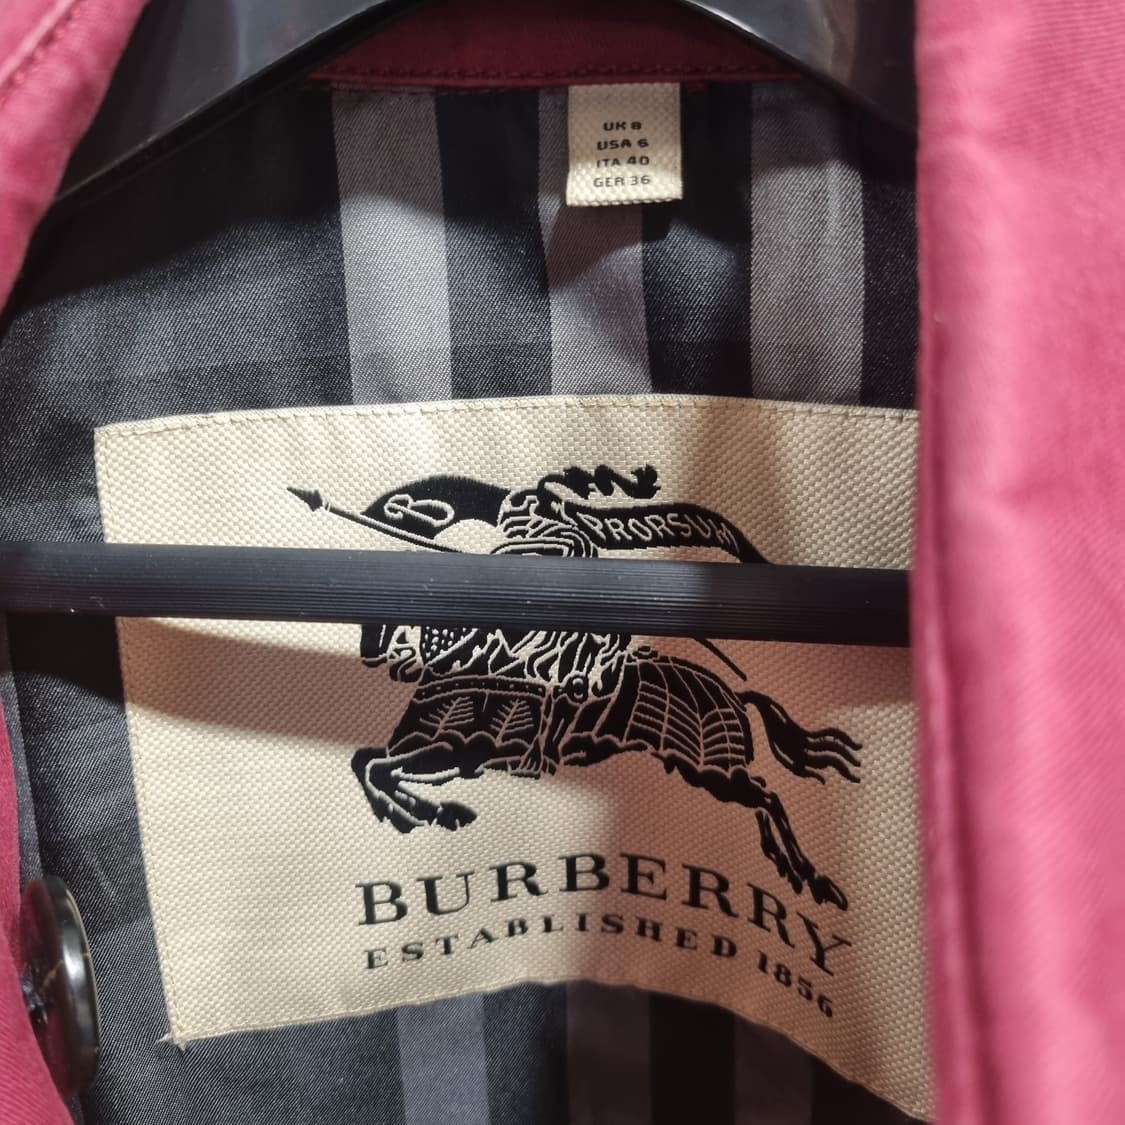 UK 8
USA 6
ITA 40
GER 36
B
PRORSUM
BURBERRY
ESTABLISHED 1856